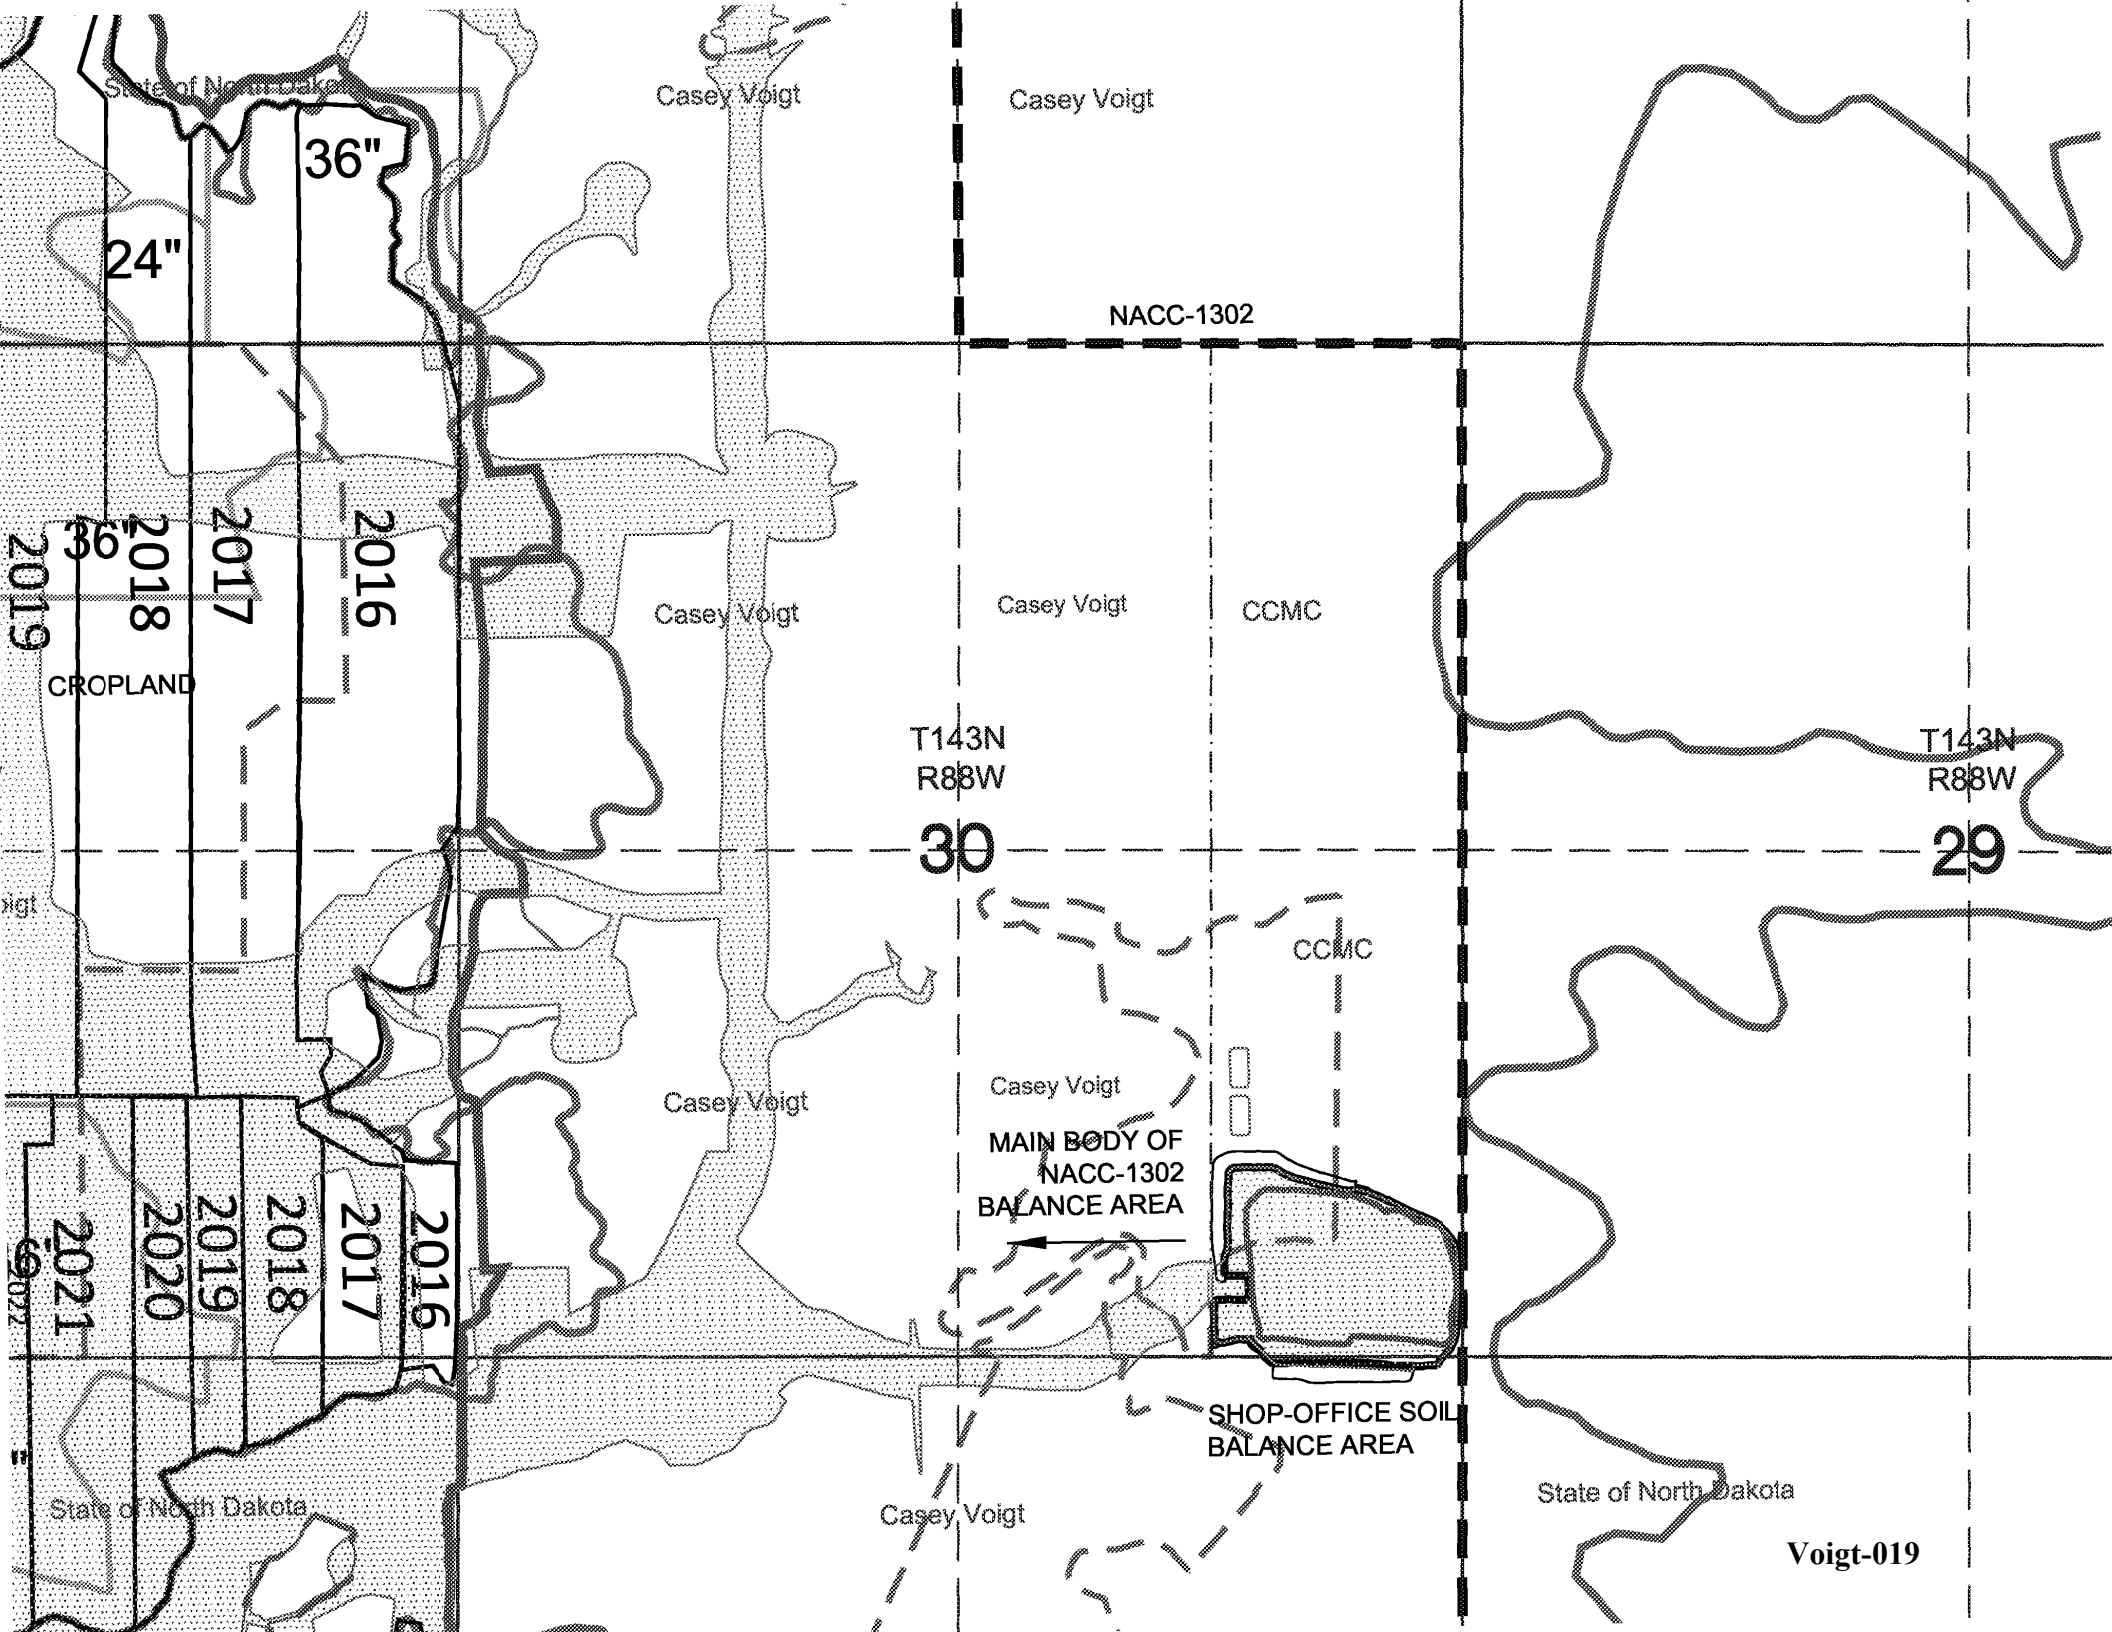 State of North Dakota
Casey Voigt
Casey Voigt
36"
24"
NACC-1302
36"
2019
2018
2017
2016
Casey Voigt
Casey Voigt
CCMC
CROPLAND
T143N
R88W
T143N
R88W
30
29
CCMC
Casey Voigt
Casey Voigt
MAIN BODY OF
NACC-1302
BALANCE AREA
2022
2021
2020
2019
2018
2017
2016
SHOP-OFFICE SOIL
BALANCE AREA
State of North Dakota
Casey Voigt
State of North Dakota
Voigt-019